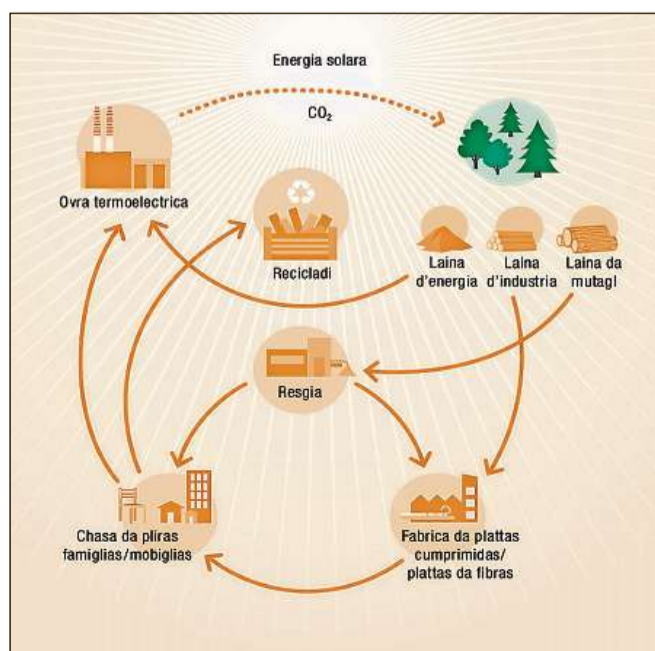 Energia solara
CO₂
Ovra termoelectrica
Recicladi
Laina
d'energia
Laina
d'industria
Laina da
mutagl
Resgia
Chasa da plīras
famiglias/mobiglias
Fabrica da plattas
cumprimidas/
plattas da fibras